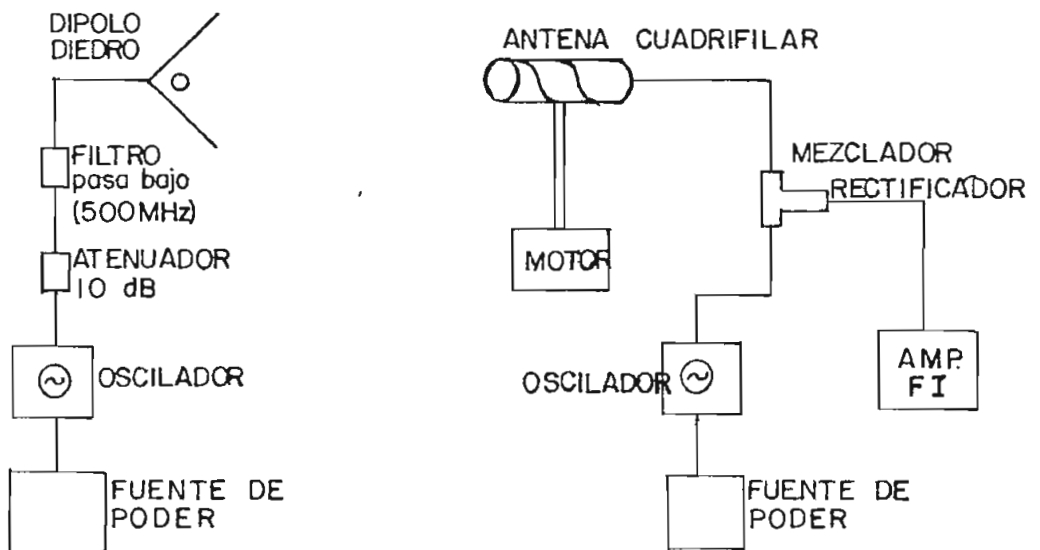 DIPOLO
DIEDRO
FILTRO
pasa bajo
(500MHz)
ATENUADOR
10 dB
OSCILADOR
FUENTE DE
PODER
ANTENA CUADRIFILAR
MEZCLADOR
RECTIFICADOR
MOTOR
OSCILADOR
AMP.
FI
FUENTE DE
PODER